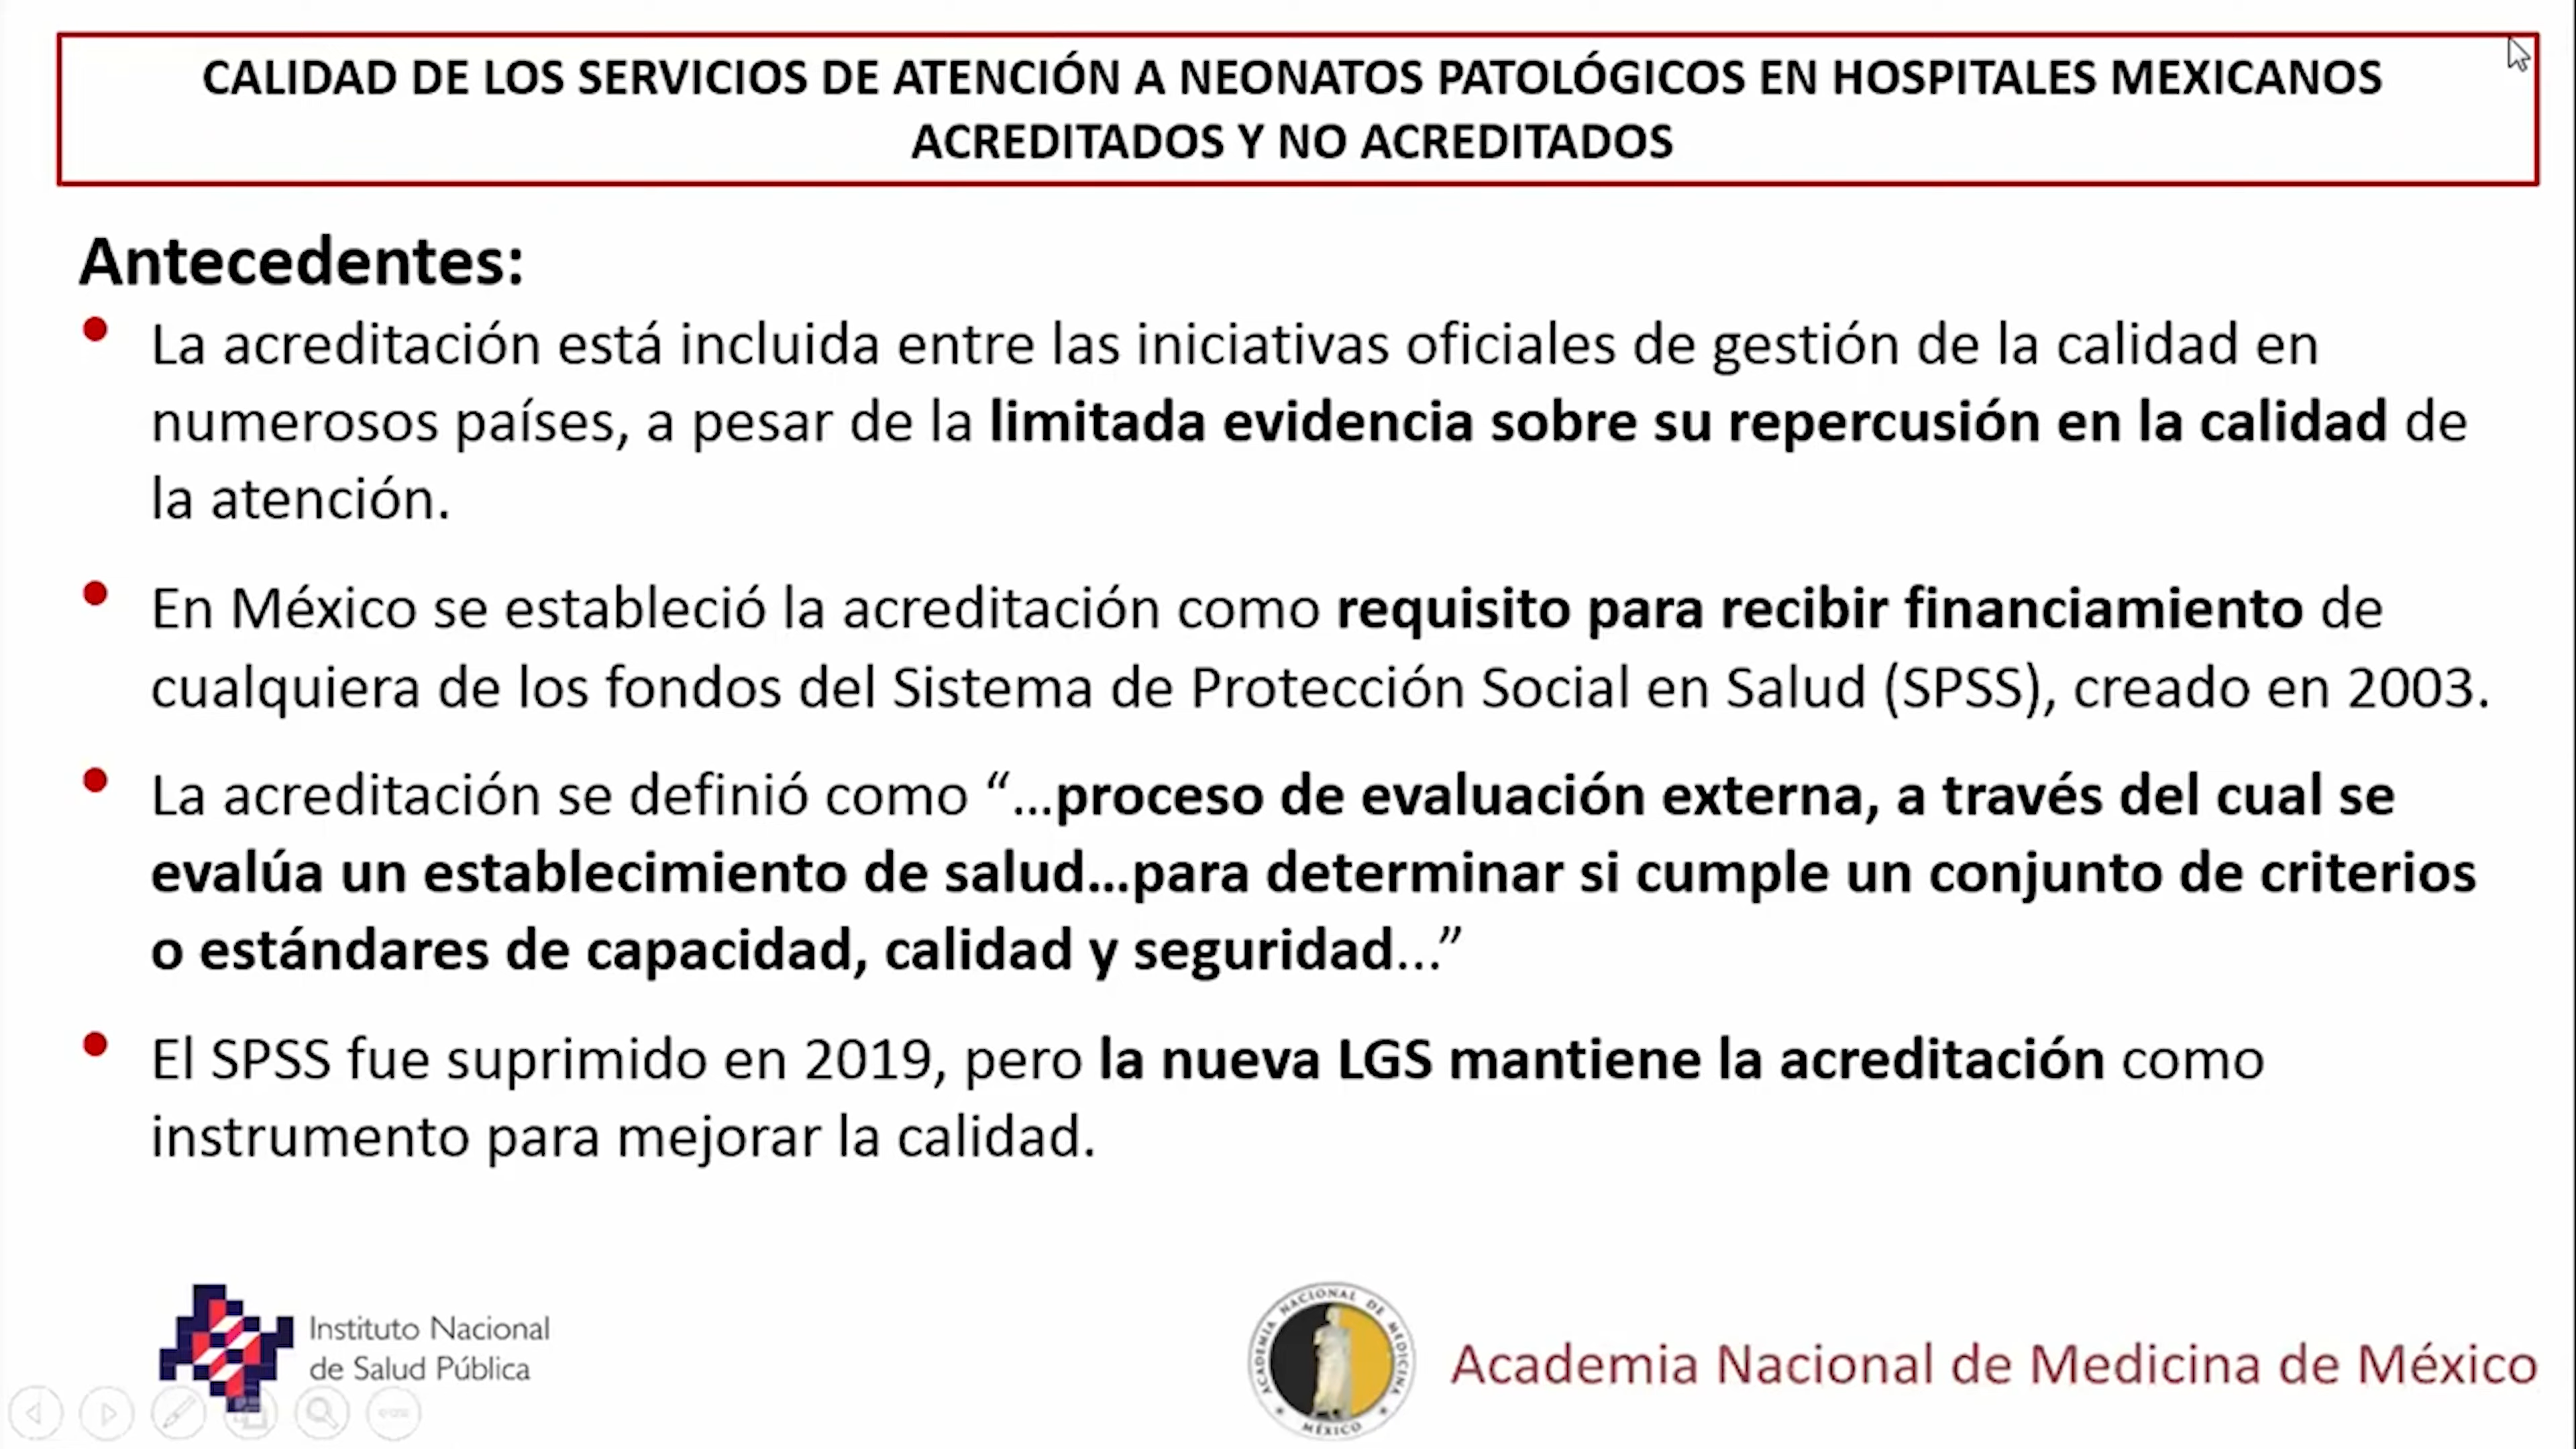 CALIDAD DE LOS SERVICIOS DE ATENCIÓN A NEONATOS PATOLÓGICOS EN HOSPITALES MEXICANOS
ACREDITADOS Y NO ACREDITADOS
Antecedentes:
• La acreditación está incluida entre las iniciativas oficiales de gestión de la calidad en
numerosos países, a pesar de la limitada evidencia sobre su repercusión en la calidad de
la atención.
• En México se estableció la acreditación como requisito para recibir financiamiento de
cualquiera de los fondos del Sistema de Protección Social en Salud (SPSS), creado en 2003.
• La acreditación se definió como “…proceso de evaluación externa, a través del cual se
evalúa un establecimiento de salud…para determinar si cumple un conjunto de criterios
o estándares de capacidad, calidad y seguridad…”
• El SPSS fue suprimido en 2019, pero la nueva LGS mantiene la acreditación como
instrumento para mejorar la calidad.
Instituto Nacional
de Salud Pública
ACADEMIA NACIONAL DE MEDICINA
MÉXICO
Academia Nacional de Medicina de México